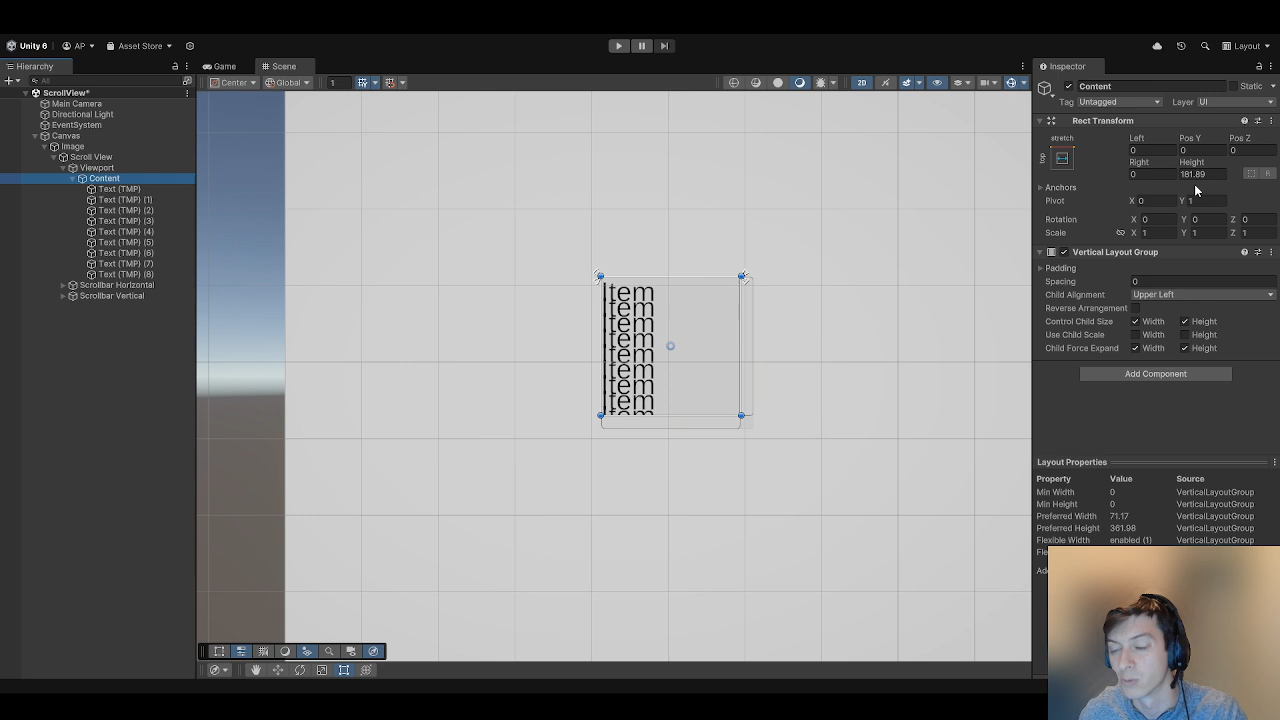 Unity 6 AP Asset Store Layout
Hierarchy Game Scene Inspector
All Center Global 1 2D
ScrollView*
Main Camera
Directional Light
EventSystem
Canvas
Image
Scroll View
Viewport
Content
Text (TMP)
Text (TMP) (1)
Text (TMP) (2)
Text (TMP) (3)
Text (TMP) (4)
Text (TMP) (5)
Text (TMP) (6)
Text (TMP) (7)
Text (TMP) (8)
Scrollbar Horizontal
Scrollbar Vertical
Item
Item
Item
Item
Item
Item
Item
Item
Item
Content Static
Tag Untagged Layer UI
Rect Transform
stretch Left Pos Y Pos Z
top 0 0 0
Right Height
0 181.89 R
Anchors
Pivot X 0 Y 1
Rotation X 0 Y 0 Z 0
Scale X 1 Y 1 Z 1
Vertical Layout Group
Padding
Spacing 0
Child Alignment Upper Left
Reverse Arrangement
Control Child Size Width Height
Use Child Scale Width Height
Child Force Expand Width Height
Add Component
Layout Properties
Property Value Source
Min Width 0 VerticalLayoutGroup
Min Height 0 VerticalLayoutGroup
Preferred Width 71.17 VerticalLayoutGroup
Preferred Height 361.98 VerticalLayoutGroup
Flexible Width enabled (1) VerticalLayoutGroup